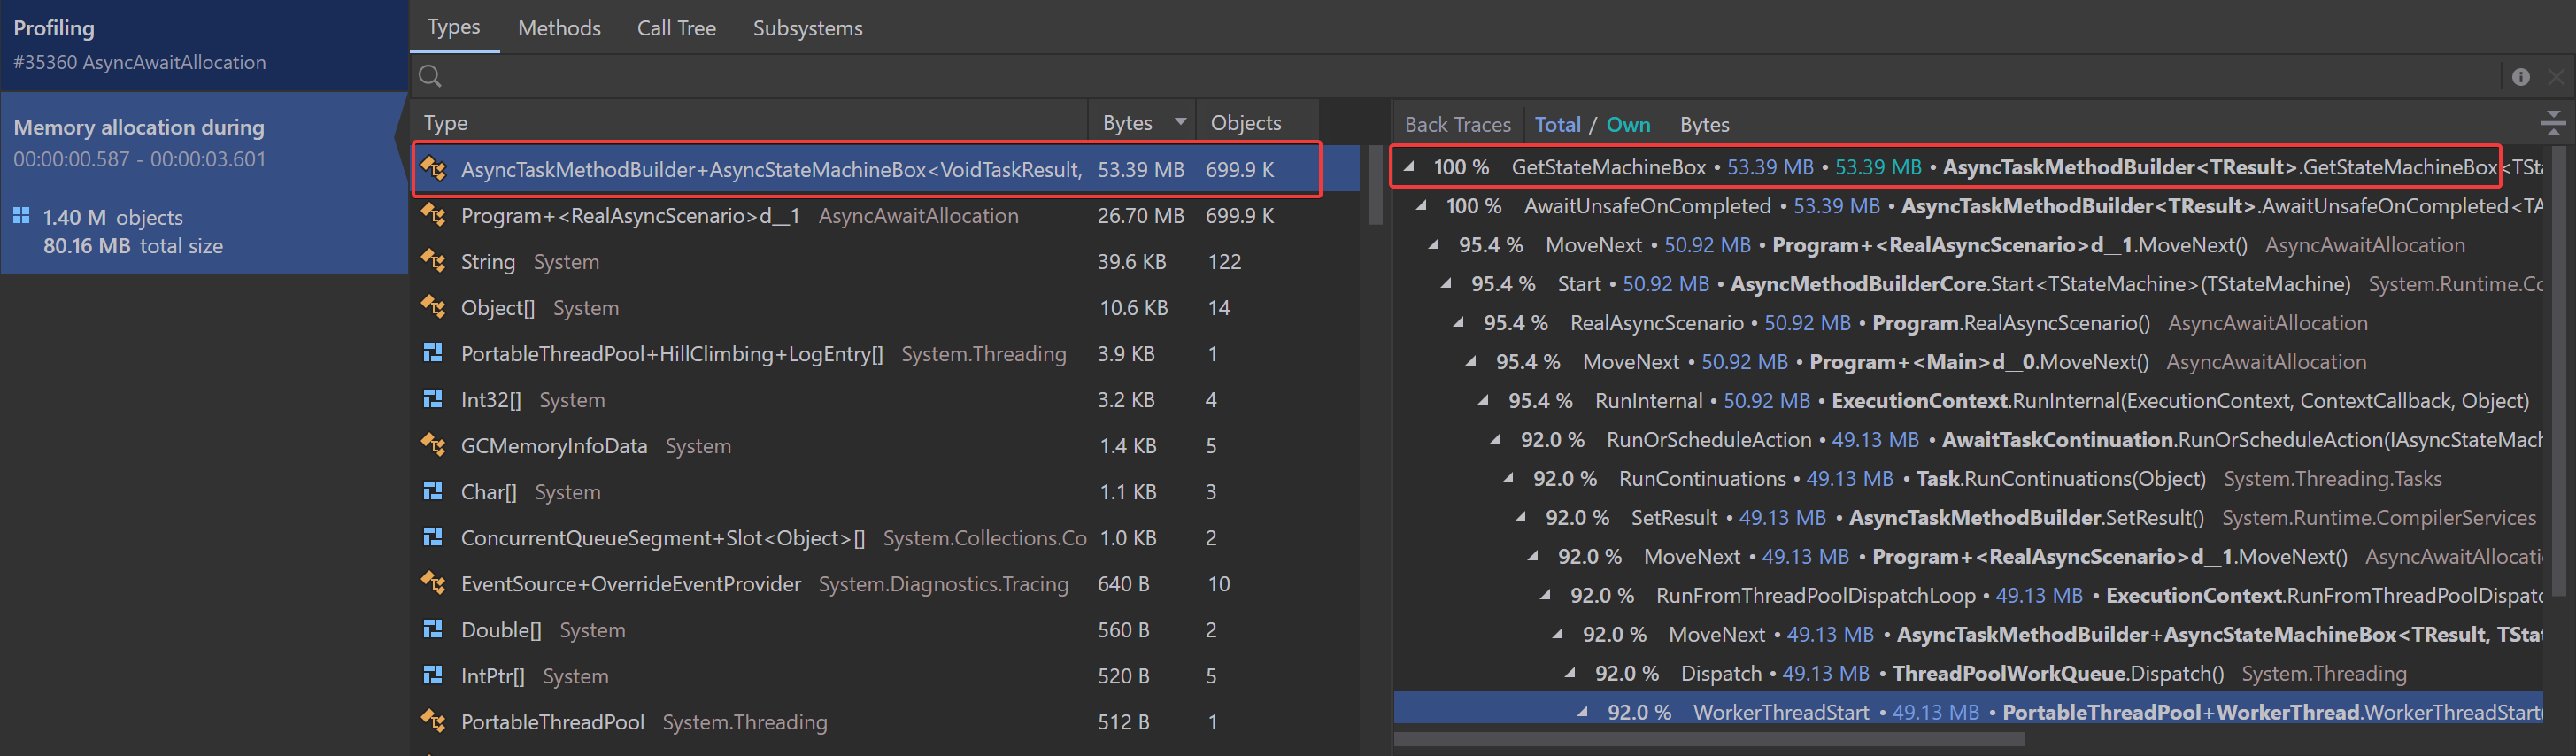 Profiling
#35360 AsyncAwaitAllocation
Memory allocation during
00:00:00.587 - 00:00:03.601
1.40 M objects
80.16 MB total size
Types Methods Call Tree Subsystems
Type Bytes Objects
AsyncTaskMethodBuilder+AsyncStateMachineBox<VoidTaskResult, 53.39 MB 699.9 K
Program+<RealAsyncScenario>d__1 AsyncAwaitAllocation 26.70 MB 699.9 K
String System 39.6 KB 122
Object[] System 10.6 KB 14
PortableThreadPool+HillClimbing+LogEntry[] System.Threading 3.9 KB 1
Int32[] System 3.2 KB 4
GCMemoryInfoData System 1.4 KB 5
Char[] System 1.1 KB 3
ConcurrentQueueSegment+Slot<Object>[] System.Collections.Co 1.0 KB 2
EventSource+OverrideEventProvider System.Diagnostics.Tracing 640 B 10
Double[] System 560 B 2
IntPtr[] System 520 B 5
PortableThreadPool System.Threading 512 B 1
Back Traces Total / Own Bytes
100 % GetStateMachineBox • 53.39 MB • 53.39 MB • AsyncTaskMethodBuilder<TResult>.GetStateMachineBox<TSta
100 % AwaitUnsafeOnCompleted • 53.39 MB • AsyncTaskMethodBuilder<TResult>.AwaitUnsafeOnCompleted<TA
95.4 % MoveNext • 50.92 MB • Program+<RealAsyncScenario>d__1.MoveNext() AsyncAwaitAllocation
95.4 % Start • 50.92 MB • AsyncMethodBuilderCore.Start<TStateMachine>(TStateMachine) System.Runtime.Co
95.4 % RealAsyncScenario • 50.92 MB • Program.RealAsyncScenario() AsyncAwaitAllocation
95.4 % MoveNext • 50.92 MB • Program+<Main>d__0.MoveNext() AsyncAwaitAllocation
95.4 % RunInternal • 50.92 MB • ExecutionContext.RunInternal(ExecutionContext, ContextCallback, Object)
92.0 % RunOrScheduleAction • 49.13 MB • AwaitTaskContinuation.RunOrScheduleAction(IAsyncStateMach
92.0 % RunContinuations • 49.13 MB • Task.RunContinuations(Object) System.Threading.Tasks
92.0 % SetResult • 49.13 MB • AsyncTaskMethodBuilder.SetResult() System.Runtime.CompilerServices
92.0 % MoveNext • 49.13 MB • Program+<RealAsyncScenario>d__1.MoveNext() AsyncAwaitAllocati
92.0 % RunFromThreadPoolDispatchLoop • 49.13 MB • ExecutionContext.RunFromThreadPoolDispatc
92.0 % MoveNext • 49.13 MB • AsyncTaskMethodBuilder+AsyncStateMachineBox<TResult, TStat
92.0 % Dispatch • 49.13 MB • ThreadPoolWorkQueue.Dispatch() System.Threading
92.0 % WorkerThreadStart • 49.13 MB • PortableThreadPool+WorkerThread.WorkerThreadStart(